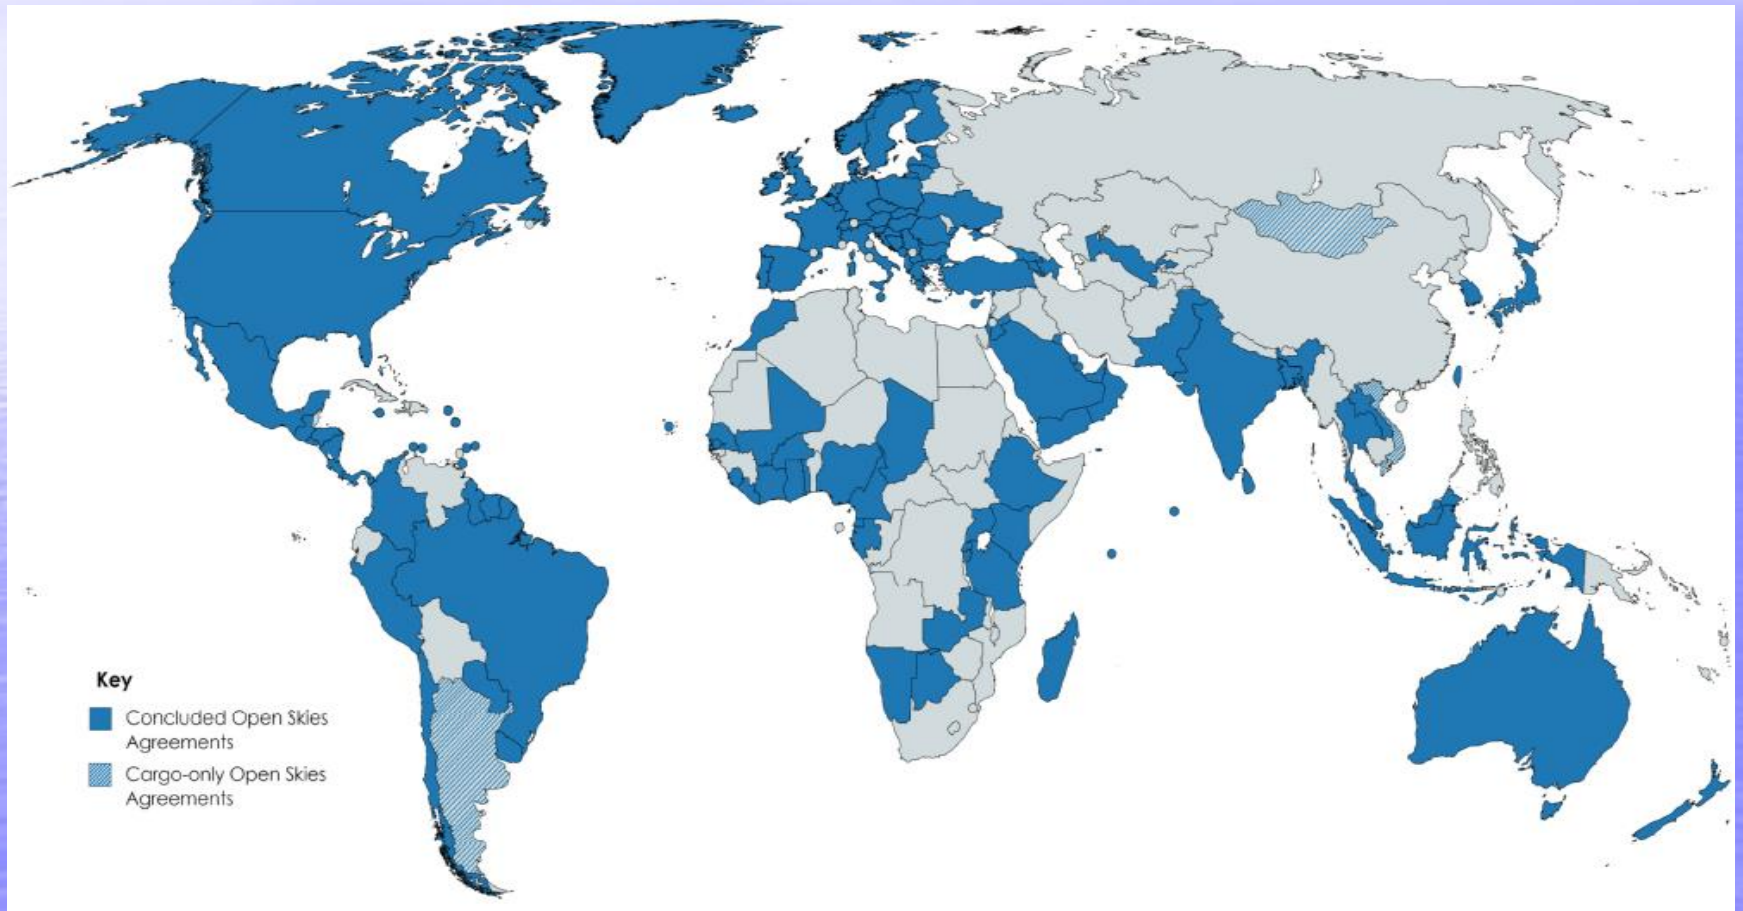 Key
Concluded Open Skies
Agreements
Cargo-only Open Skies
Agreements